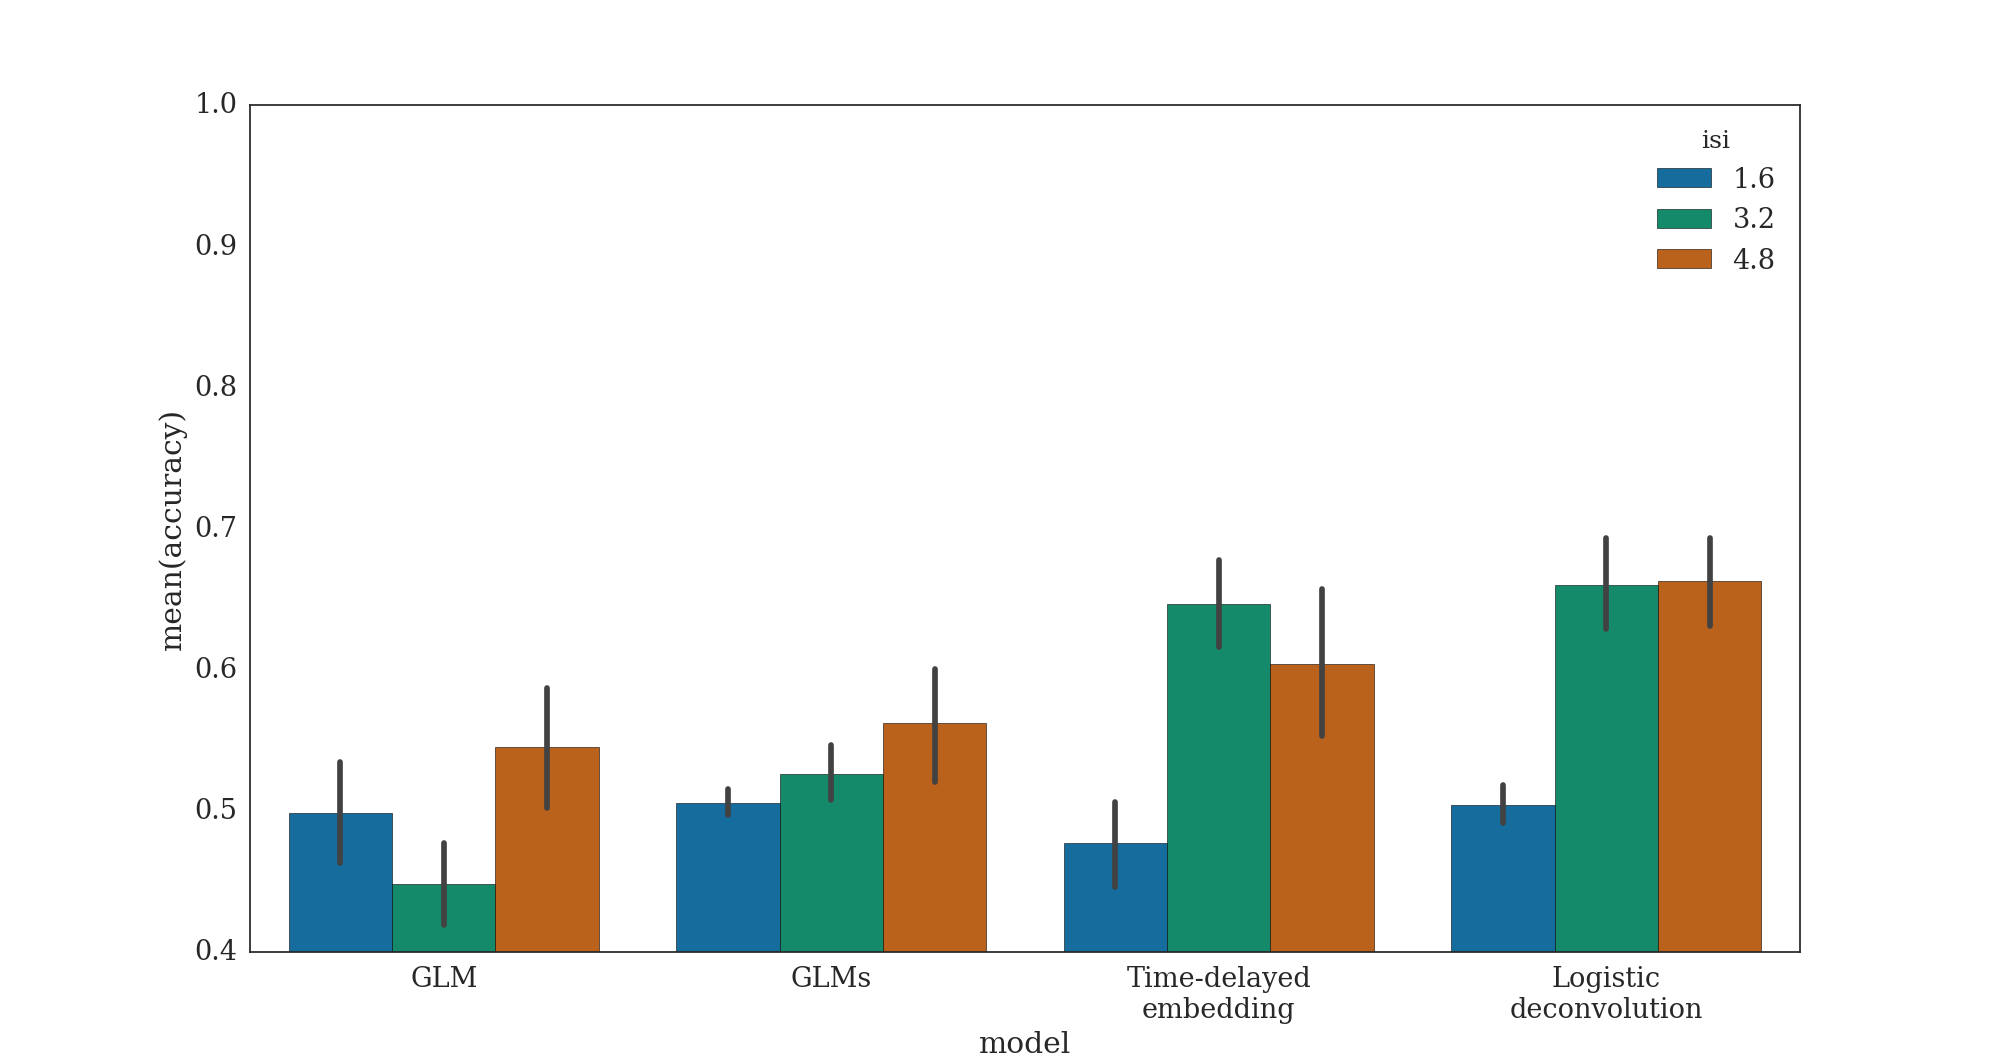 1.0
0.9
0.8
0.7
0.6
0.5
0.4
mean(accuracy)
isi
1.6
3.2
4.8
GLM
GLMs
Time-delayed
embedding
Logistic
deconvolution
model